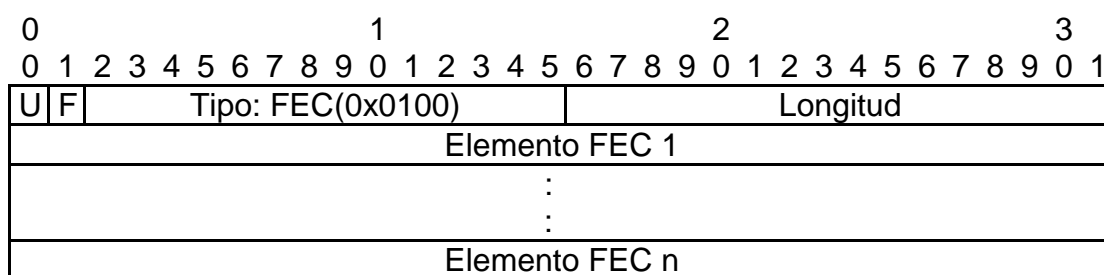 0 1 2 3
0 1 2 3 4 5 6 7 8 9 0 1 2 3 4 5 6 7 8 9 0 1 2 3 4 5 6 7 8 9 0 1
U F Tipo: FEC(0x0100) Longitud
Elemento FEC 1
:
:
Elemento FEC n